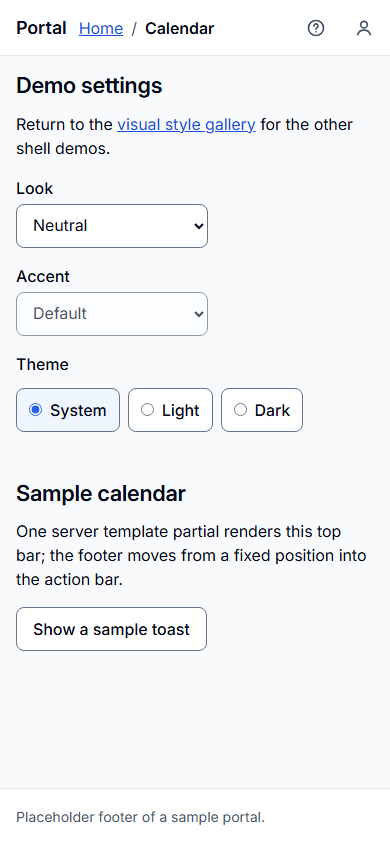 Portal Home / Calendar
Demo settings
Return to the visual style gallery for the other
shell demos.
Look
Neutral
Accent
Default
Theme
System Light Dark
Sample calendar
One server template partial renders this top
bar; the footer moves from a fixed position into
the action bar.
Show a sample toast
Placeholder footer of a sample portal.